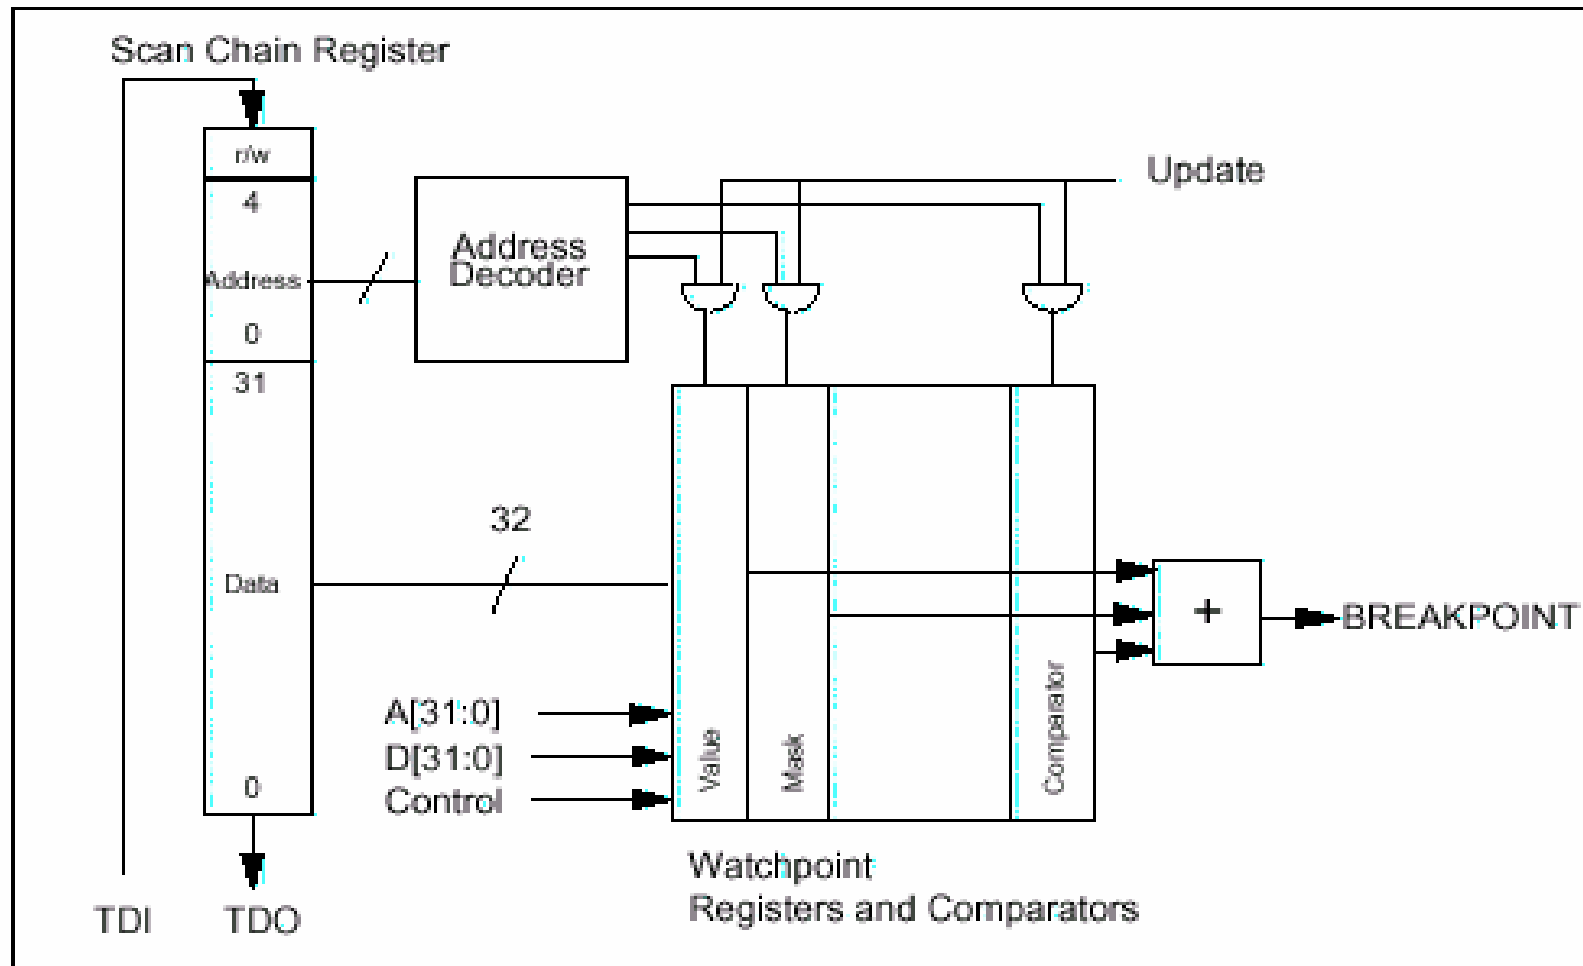 Scan Chain Register
r/w
4
Address
0
31
Data
0
TDI
TDO
Address
Decoder
Update
32
A[31:0]
D[31:0]
Control
Value
Mask
Comparator
+
BREAKPOINT
Watchpoint
Registers and Comparators